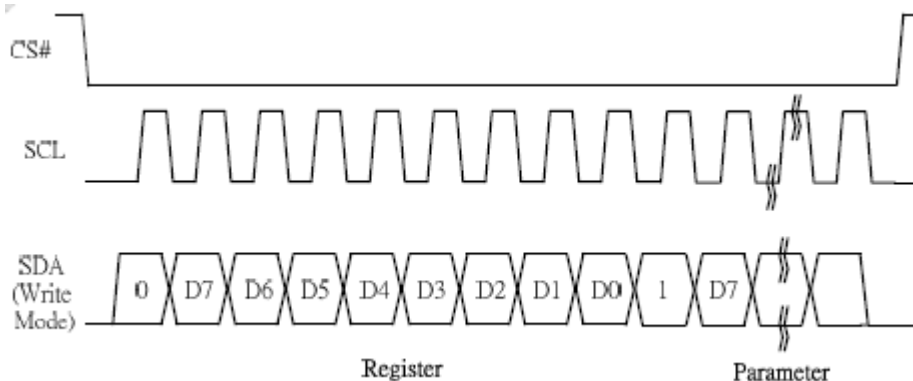 CS#
SCL
SDA
(Write
Mode)
0 D7 D6 D5 D4 D3 D2 D1 D0 1 D7
Register Parameter